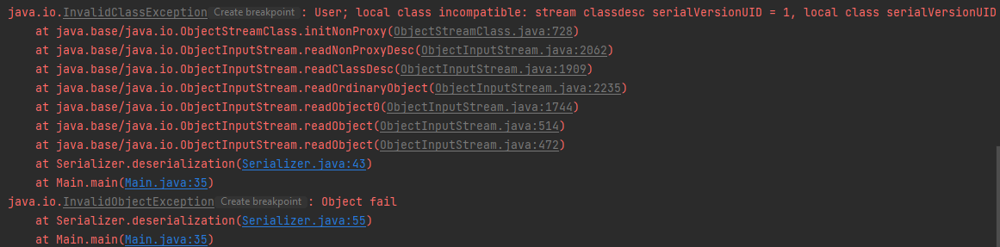 java.io.InvalidClassException Create breakpoint : User; local class incompatible: stream classdesc serialVersionUID = 1, local class serialVersionUID
at java.base/java.io.ObjectStreamClass.initNonProxy(ObjectStreamClass.java:728)
at java.base/java.io.ObjectInputStream.readNonProxyDesc(ObjectInputStream.java:2062)
at java.base/java.io.ObjectInputStream.readClassDesc(ObjectInputStream.java:1909)
at java.base/java.io.ObjectInputStream.readOrdinaryObject(ObjectInputStream.java:2235)
at java.base/java.io.ObjectInputStream.readObject0(ObjectInputStream.java:1744)
at java.base/java.io.ObjectInputStream.readObject(ObjectInputStream.java:514)
at java.base/java.io.ObjectInputStream.readObject(ObjectInputStream.java:472)
at Serializer.deserialization(Serializer.java:43)
at Main.main(Main.java:35)
java.io.InvalidObjectException Create breakpoint : Object fail
at Serializer.deserialization(Serializer.java:55)
at Main.main(Main.java:35)